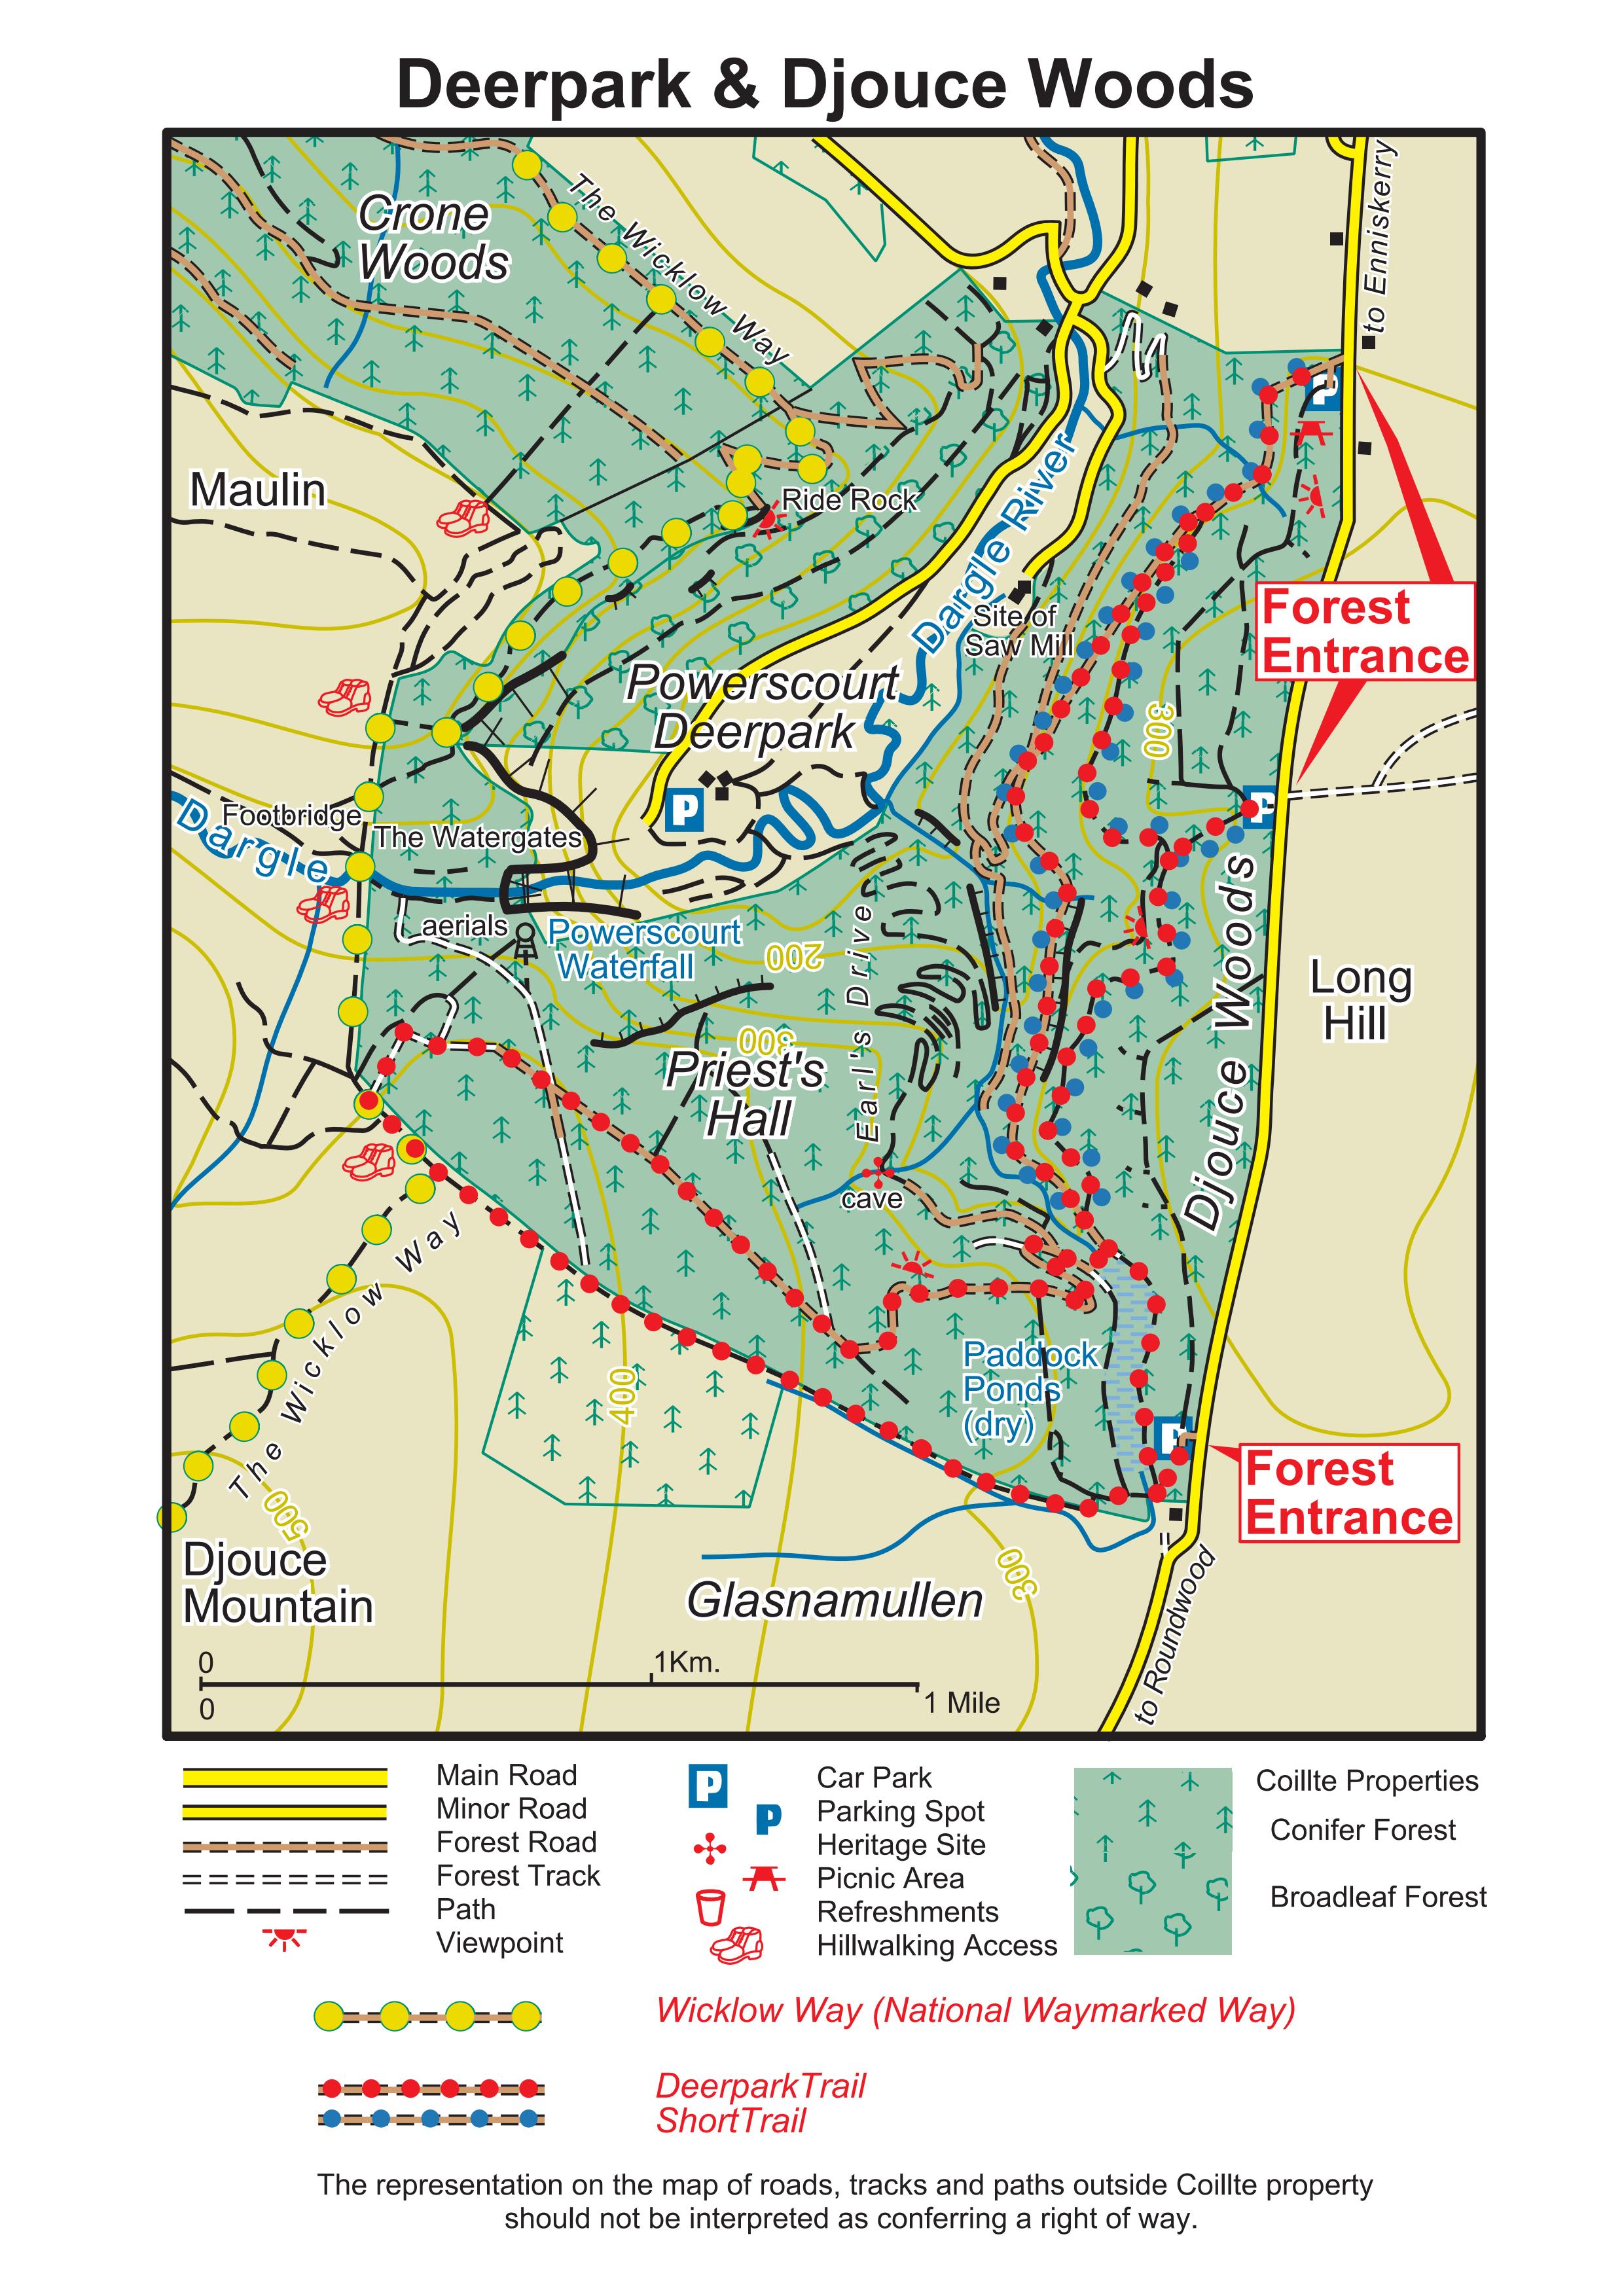 Deerpark & Djouce Woods
to Enniskerry
Crone
Woods
The Wicklow Way
Maulin
Ride Rock
Dargle River
Site of
Saw Mill
Forest
Entrance
Powerscourt
Deerpark
300
P
P
P
Footbridge
The Watergates
Dargle
aerials
Powerscourt
Waterfall
200
Earl's Drive
Djouce Woods
Long
Hill
300
Priest's
Hall
cave
The Wicklow Way
Paddock
Ponds
(dry)
400
P
Forest
Entrance
500
Djouce
Mountain
Glasnamullen
300
to Roundwood
0
1Km.
0
1 Mile
Main Road
Minor Road
Forest Road
Forest Track
Path
Viewpoint
P
Car Park
P
Parking Spot
Heritage Site
Picnic Area
Refreshments
Hillwalking Access
Coillte Properties
Conifer Forest
Broadleaf Forest
Wicklow Way (National Waymarked Way)
DeerparkTrail
ShortTrail
The representation on the map of roads, tracks and paths outside Coillte property
should not be interpreted as conferring a right of way.